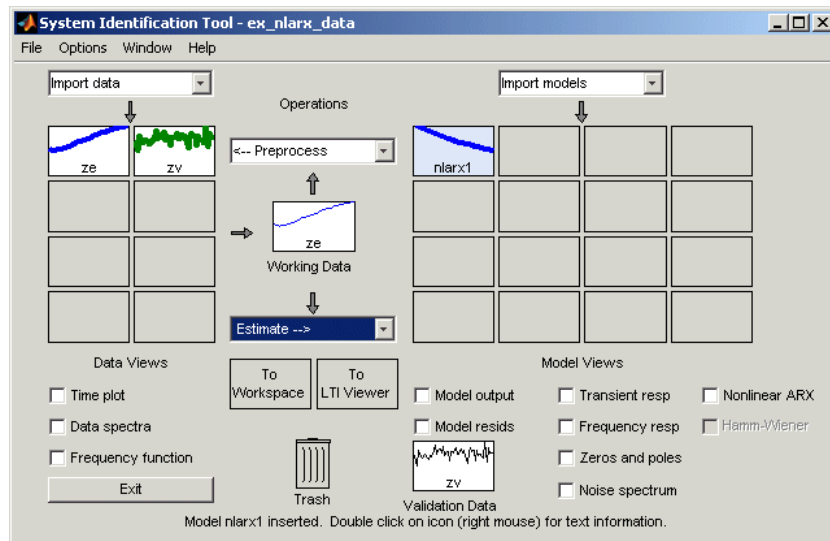 System Identification Tool - ex_nlarx_data
File Options Window Help
Import data
Import models
Operations
ze
zv
<-- Preprocess
nlarx1
ze
Working Data
Estimate -->
Data Views
Model Views
To Workspace
To LTI Viewer
Time plot
Data spectra
Frequency function
Exit
Trash
Model output
Model resids
zv
Validation Data
Transient resp
Frequency resp
Zeros and poles
Noise spectrum
Nonlinear ARX
Hamm-Wiener
Model nlarx1 inserted. Double click on icon (right mouse) for text information.